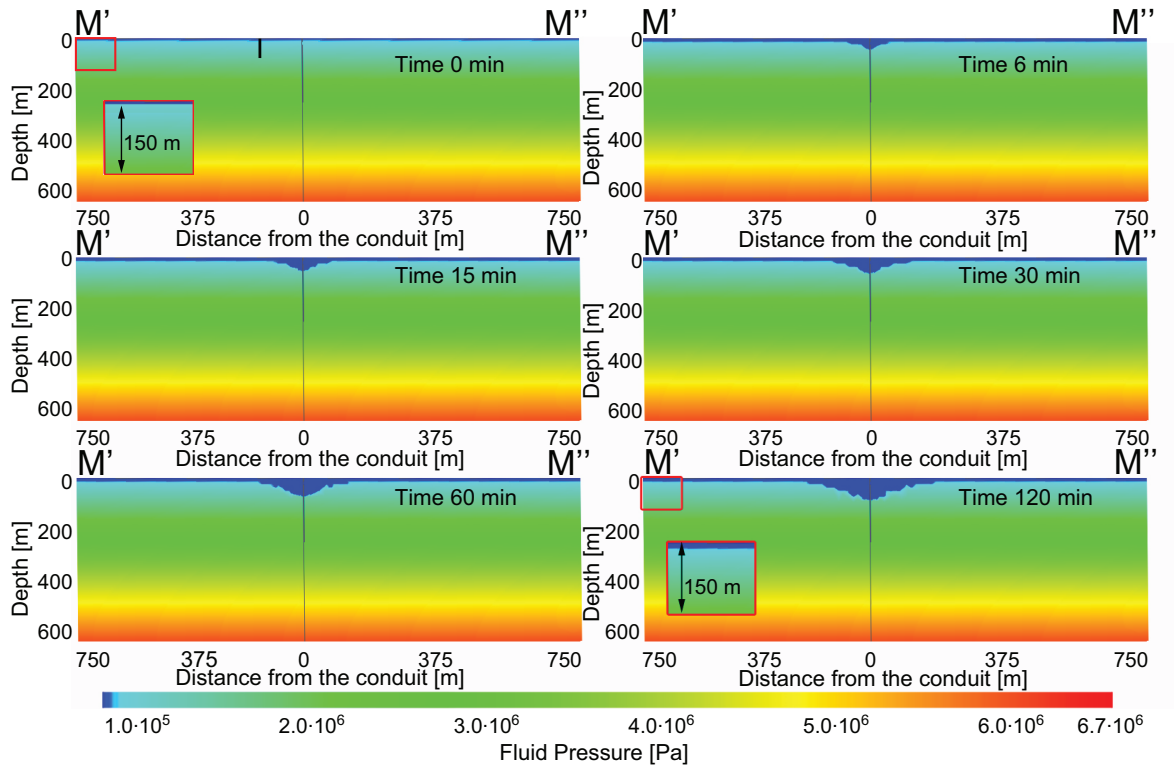 M’ M’’
0
Time 0 min
200
150 m
400
600
Depth [m]
750 375 0 375 750
Distance from the conduit [m]
M’ M’’
0
Time 6 min
200
400
600
Depth [m]
750 375 0 375 750
Distance from the conduit [m]
M’ M’’
0
Time 15 min
200
400
600
Depth [m]
750 375 0 375 750
Distance from the conduit [m]
M’ M’’
0
Time 30 min
200
400
600
Depth [m]
750 375 0 375 750
Distance from the conduit [m]
M’ M’’
0
Time 60 min
200
400
600
Depth [m]
750 375 0 375 750
Distance from the conduit [m]
M’ M’’
0
Time 120 min
200
150 m
400
600
Depth [m]
750 375 0 375 750
Distance from the conduit [m]
1.0·10⁵ 2.0·10⁶ 3.0·10⁶ 4.0·10⁶ 5.0·10⁶ 6.0·10⁶ 6.7·10⁶
Fluid Pressure [Pa]